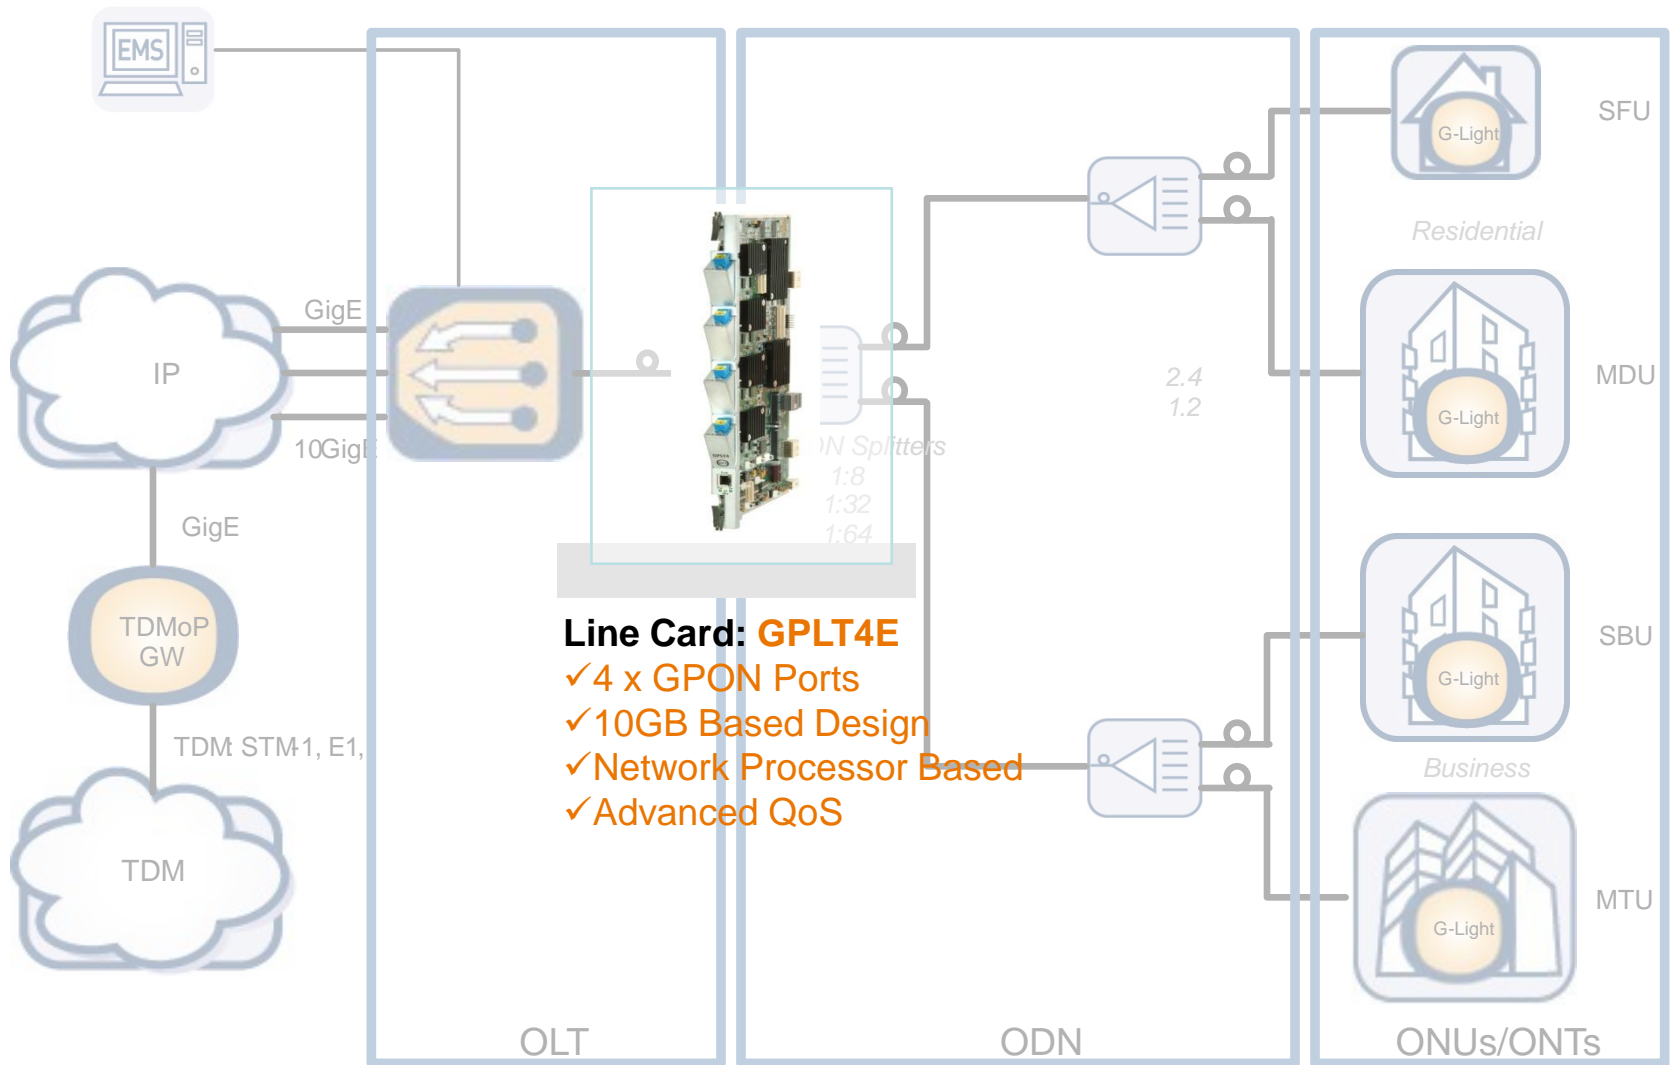 EMS
GigE
IP
10GigE
GigE
TDMoP
GW
TDM: STM-1, E1,
TDM
Splitters
1:8
1:32
1:64
Line Card: GPLT4E
✓4 x GPON Ports
✓10GB Based Design
✓Network Processor Based
✓Advanced QoS
2.4
1.2
G-Light
SFU
Residential
G-Light
MDU
G-Light
SBU
Business
G-Light
MTU
OLT
ODN
ONUs/ONTs